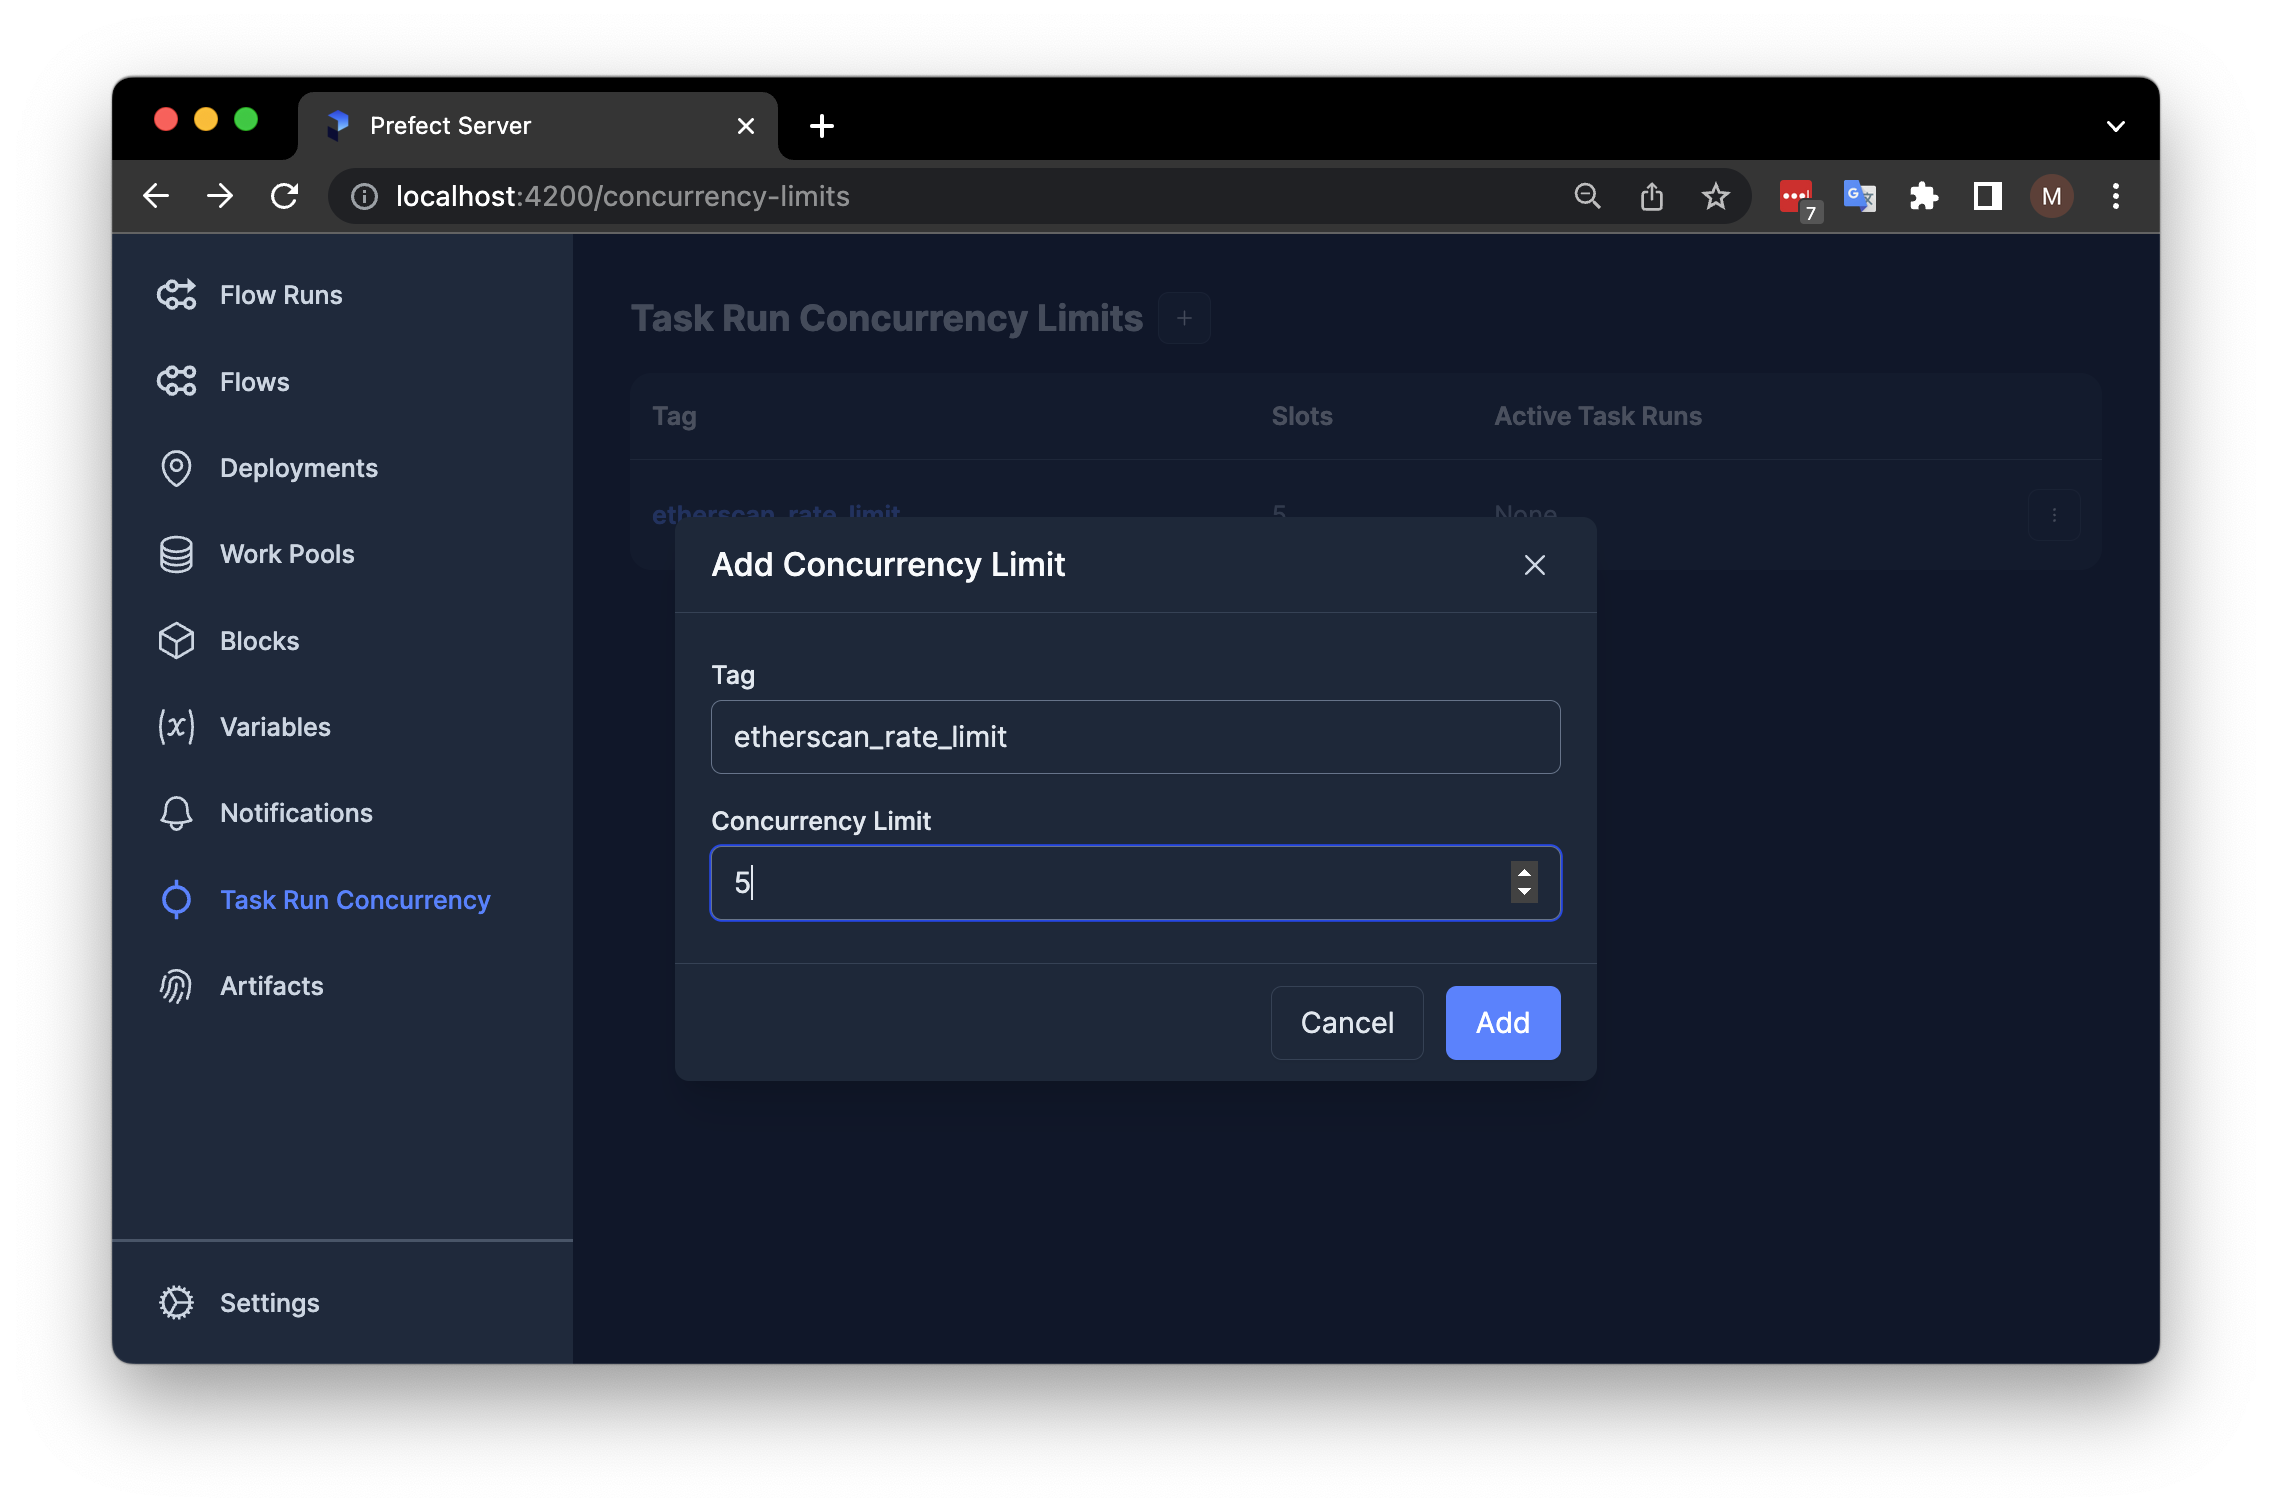 Prefect Server
localhost:4200/concurrency-limits
7
M
Flow Runs
Flows
Deployments
Work Pools
Blocks
(x) Variables
Notifications
Task Run Concurrency
Artifacts
Settings
Task Run Concurrency Limits +
Tag Slots Active Task Runs
etherscan_rate_limit 5 None
Add Concurrency Limit
Tag
etherscan_rate_limit
Concurrency Limit
5
Cancel Add